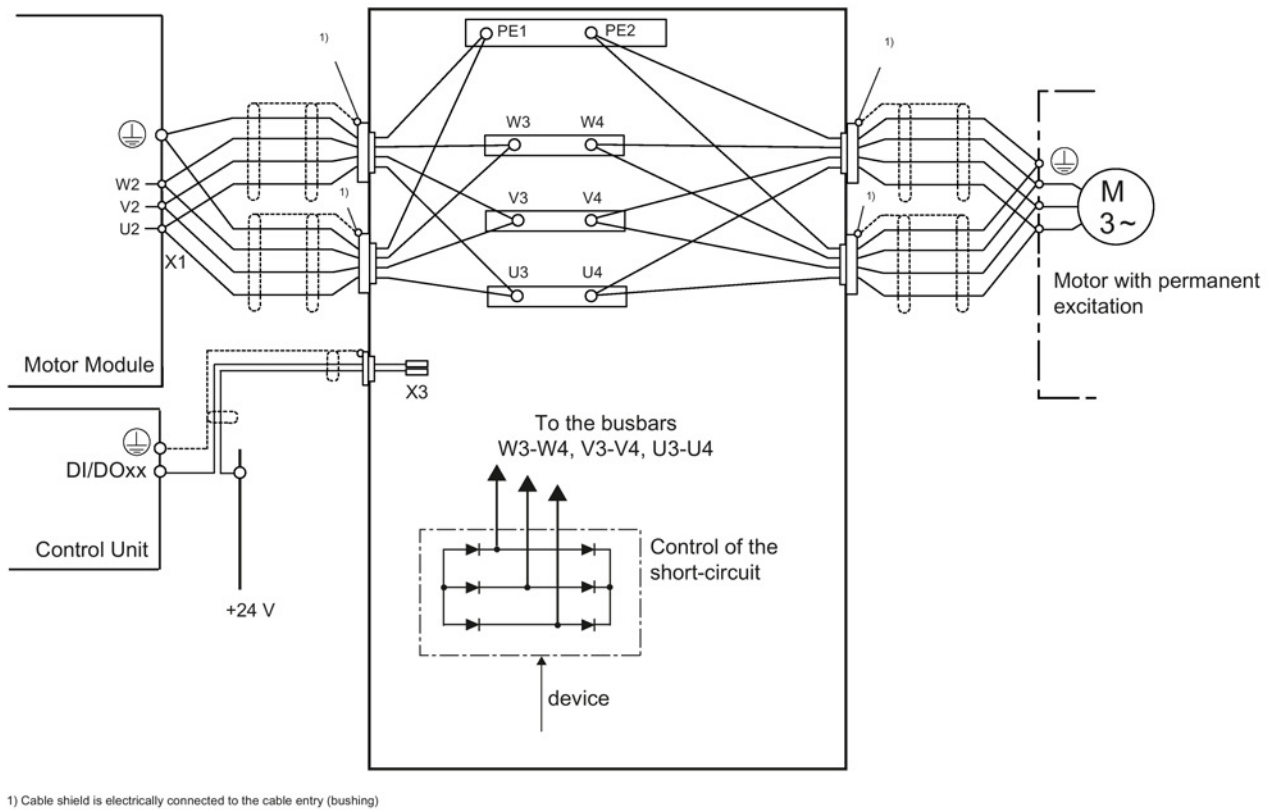 PE1
PE2
1)
1)
W3
W4
W2
V2
U2
1)
1)
V3
V4
M
3~
X1
U3
U4
Motor with permanent
excitation
Motor Module
X3
To the busbars
W3-W4, V3-V4, U3-U4
DI/DOxx
Control Unit
Control of the
short-circuit
+24 V
device
1) Cable shield is electrically connected to the cable entry (bushing)